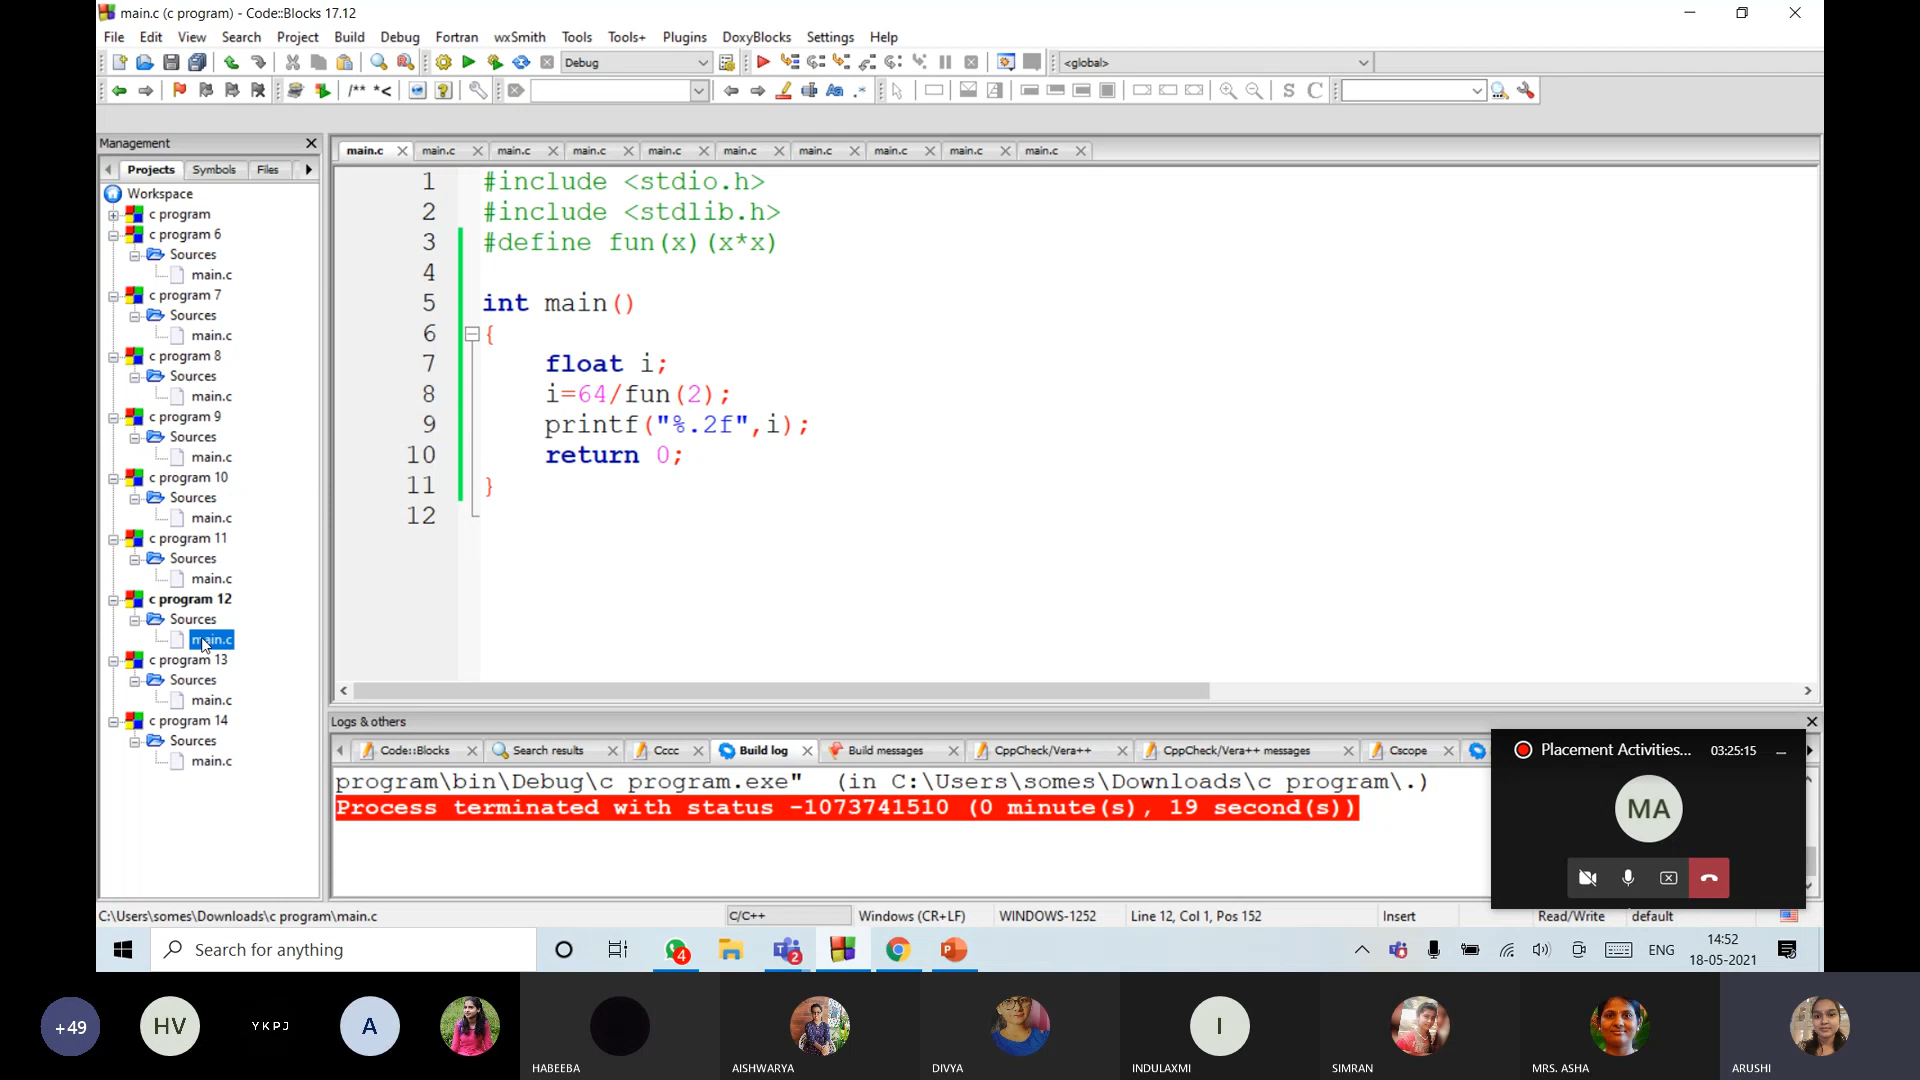 main.c (c program) - Code::Blocks 17.12
File Edit View Search Project Build Debug Fortran wxSmith Tools Tools+ Plugins DoxyBlocks Settings Help
Debug
<global>
/** *<
Aa .*
S C
Management
Projects Symbols Files
Workspace
c program
c program 6
Sources
main.c
c program 7
Sources
main.c
c program 8
Sources
main.c
c program 9
Sources
main.c
c program 10
Sources
main.c
c program 11
Sources
main.c
c program 12
Sources
main.c
c program 13
Sources
main.c
c program 14
Sources
main.c
main.c main.c main.c main.c main.c main.c main.c main.c main.c main.c
1 #include <stdio.h>
2 #include <stdlib.h>
3 #define fun(x)(x*x)
4
5 int main()
6 {
7 float i;
8 i=64/fun(2);
9 printf("%.2f",i);
10 return 0;
11 }
12
Logs & others
Code::Blocks Search results Cccc Build log Build messages CppCheck/Vera++ CppCheck/Vera++ messages Cscope
program\bin\Debug\c program.exe" (in C:\Users\somes\Downloads\c program\.)
Process terminated with status -1073741510 (0 minute(s), 19 second(s))
Placement Activities... 03:25:15
MA
C:\Users\somes\Downloads\c program\main.c C/C++ Windows (CR+LF) WINDOWS-1252 Line 12, Col 1, Pos 152 Insert Read/Write default
Search for anything
4
2
ENG
14:52
18-05-2021
+49
HV
YKPJ
A
I
HABEEBA AISHWARYA DIVYA INDULAXMI SIMRAN MRS. ASHA ARUSHI